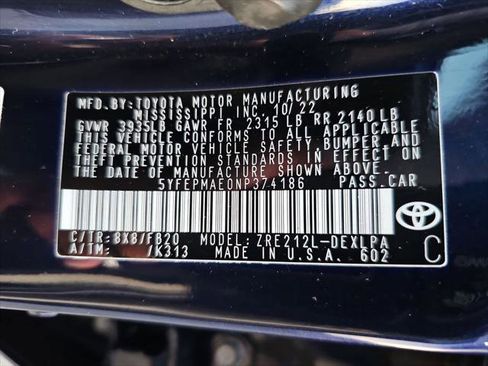 MFD.BY:TOYOTA MOTOR MANUFACTURING
MISSISSIPPI INC 10/22
GVWR 3935LB GAWR FR 2315 LB RR 2140 LB
THIS VEHICLE CONFORMS TO ALL APPLICABLE
FEDERAL MOTOR VEHICLE SAFETY, BUMPER, AND
THEFT PREVENTION STANDARDS IN EFFECT ON
THE DATE OF MANUFACTURE SHOWN ABOVE.
5YFEPMAE0NP374186 PASS.CAR
C/TR:8X8/FB20 MODEL:ZRE212L-DEXLPA
A/TM: /K313 MADE IN U.S.A. 602
C